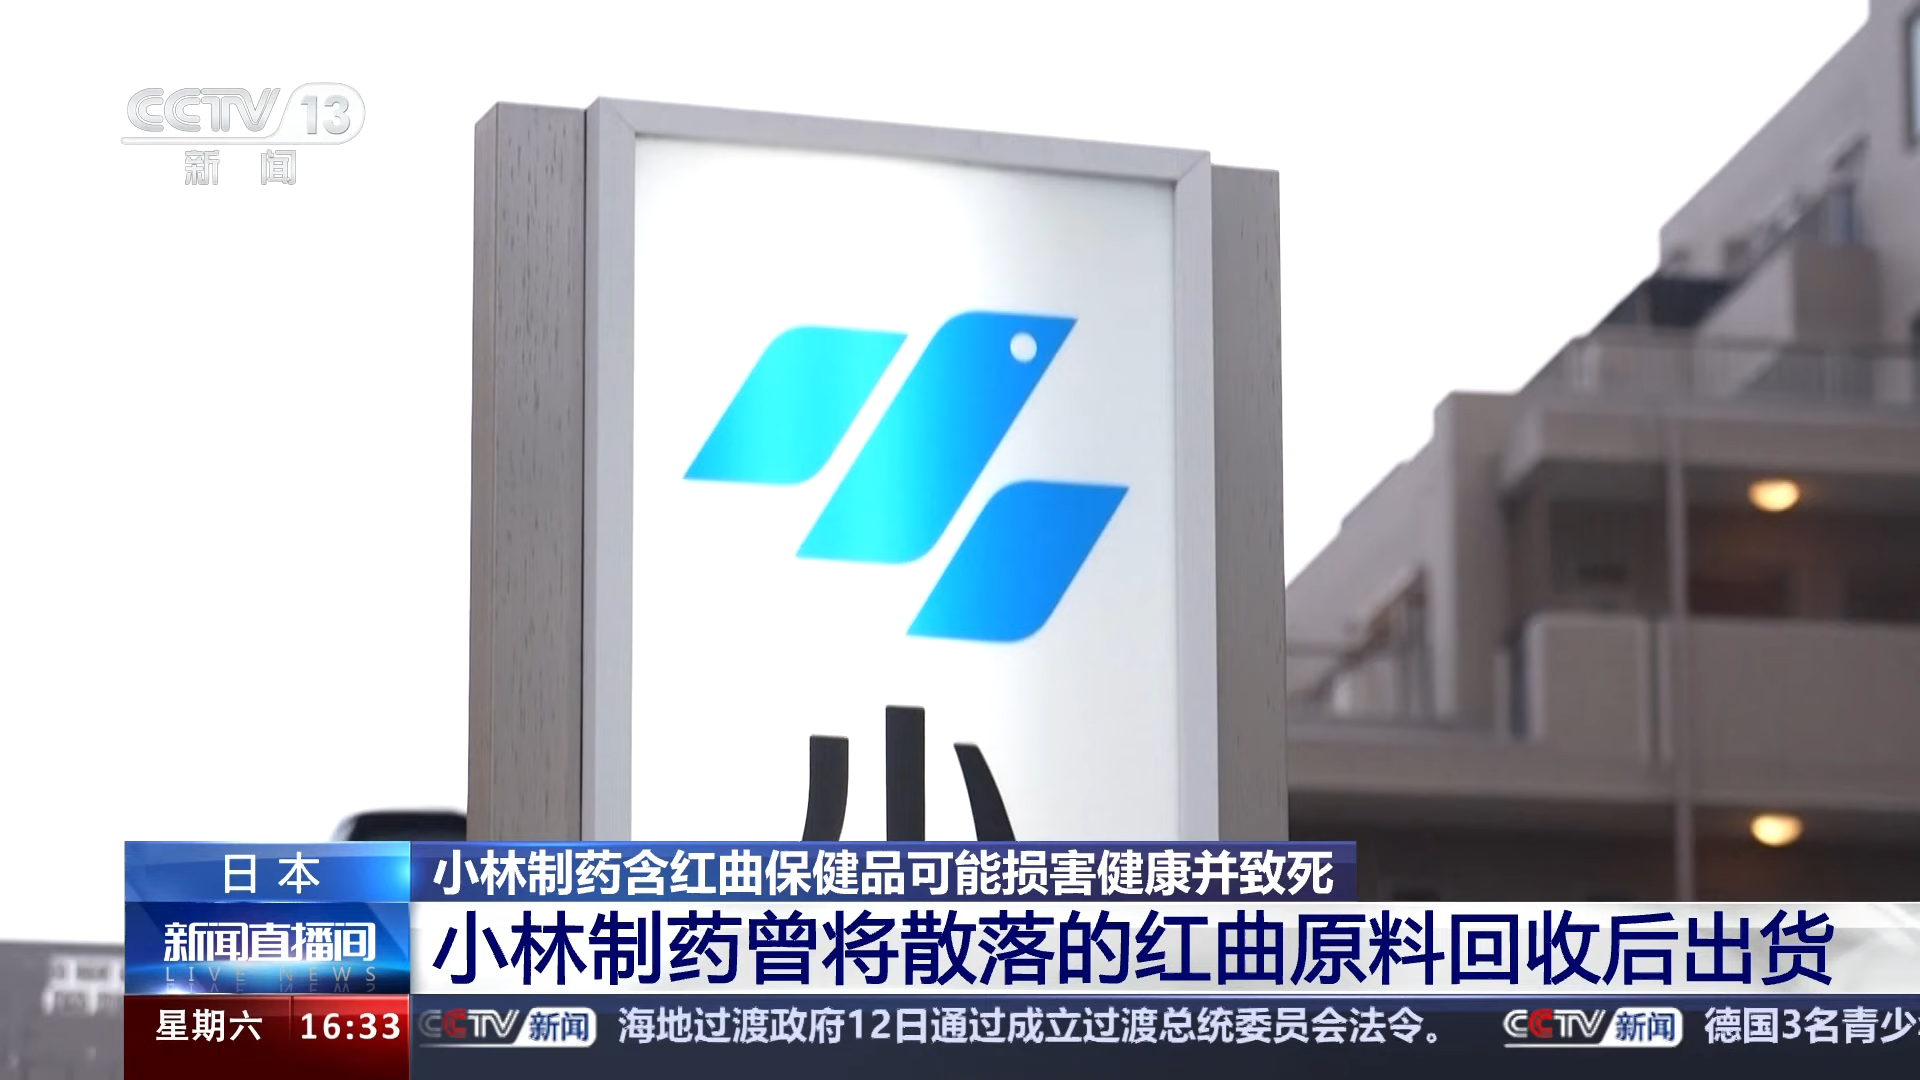 CCTV 13
新闻
小
日本
小林制药含红曲保健品可能损害健康并致死
新闻直播间
LIVE NEWS
小林制药曾将散落的红曲原料回收后出货
星期六 16:33
CCTV 新闻 海地过渡政府12日通过成立过渡总统委员会法令。 CCTV 新闻 德国3名青少